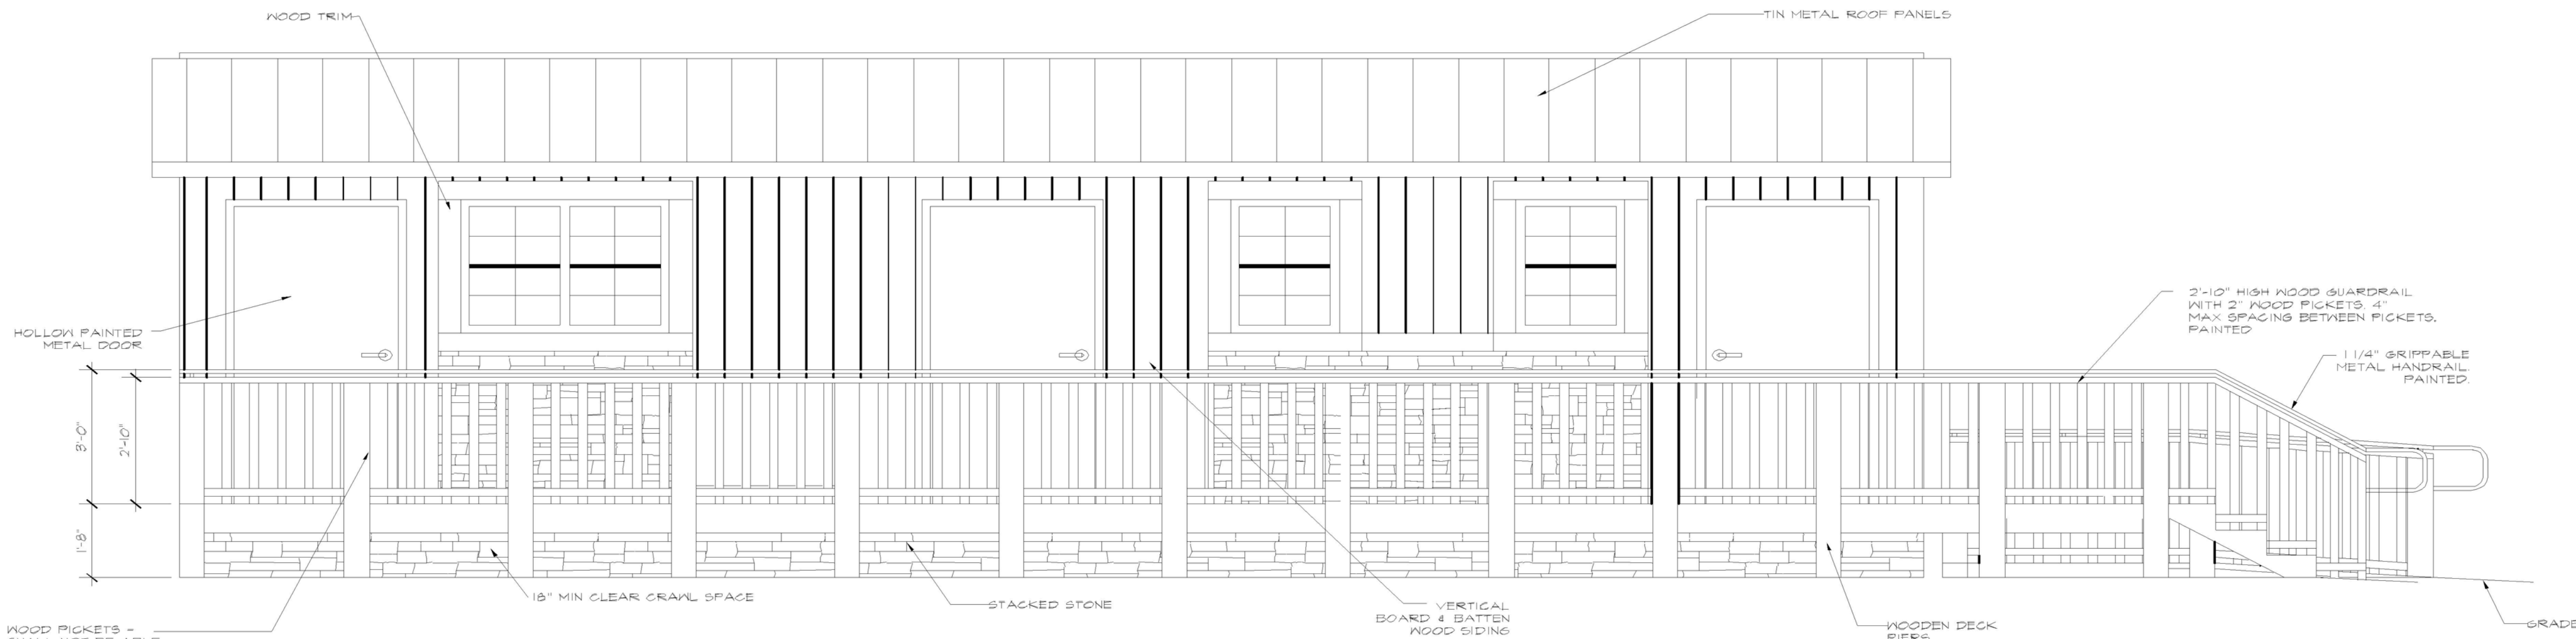 WOOD TRIM
TIN METAL ROOF PANELS
HOLLOW PAINTED
METAL DOOR
2'-10" HIGH WOOD GUARDRAIL
WITH 2" WOOD PICKETS. 4"
MAX SPACING BETWEEN PICKETS.
PAINTED
1 1/4" GRIPPABLE
METAL HANDRAIL.
PAINTED.
3'-0"
2'-10"
1'-8"
18" MIN CLEAR CRAWL SPACE
STACKED STONE
VERTICAL
BOARD & BATTEN
WOOD SIDING
WOODEN DECK
PIERS
GRADE
WOOD PICKETS -